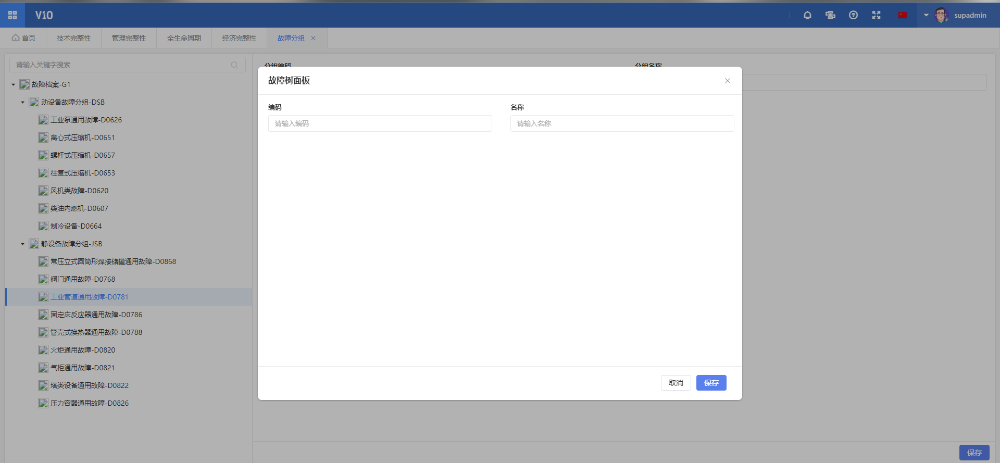 V10
supadmin
首页
技术完整性
管理完整性
全生命周期
经济完整性
故障分组
请输入关键字搜索
故障档案-G1
动设备故障分组-DSB
工业泵通用故障-D0626
离心式压缩机-D0651
螺杆式压缩机-D0657
往复式压缩机-D0653
风机类故障-D0620
柴油内燃机-D0607
制冷设备-D0664
静设备故障分组-JSB
常压立式圆筒形焊接储罐通用故障-D0868
阀门通用故障-D0768
工业管道通用故障-D0781
固定床反应器通用故障-D0786
管壳式换热器通用故障-D0788
火炬通用故障-D0820
气柜通用故障-D0821
塔类设备通用故障-D0822
压力容器通用故障-D0826
分组编码
分组名称
故障树面板
编码
名称
请输入编码
请输入名称
取消
保存
保存